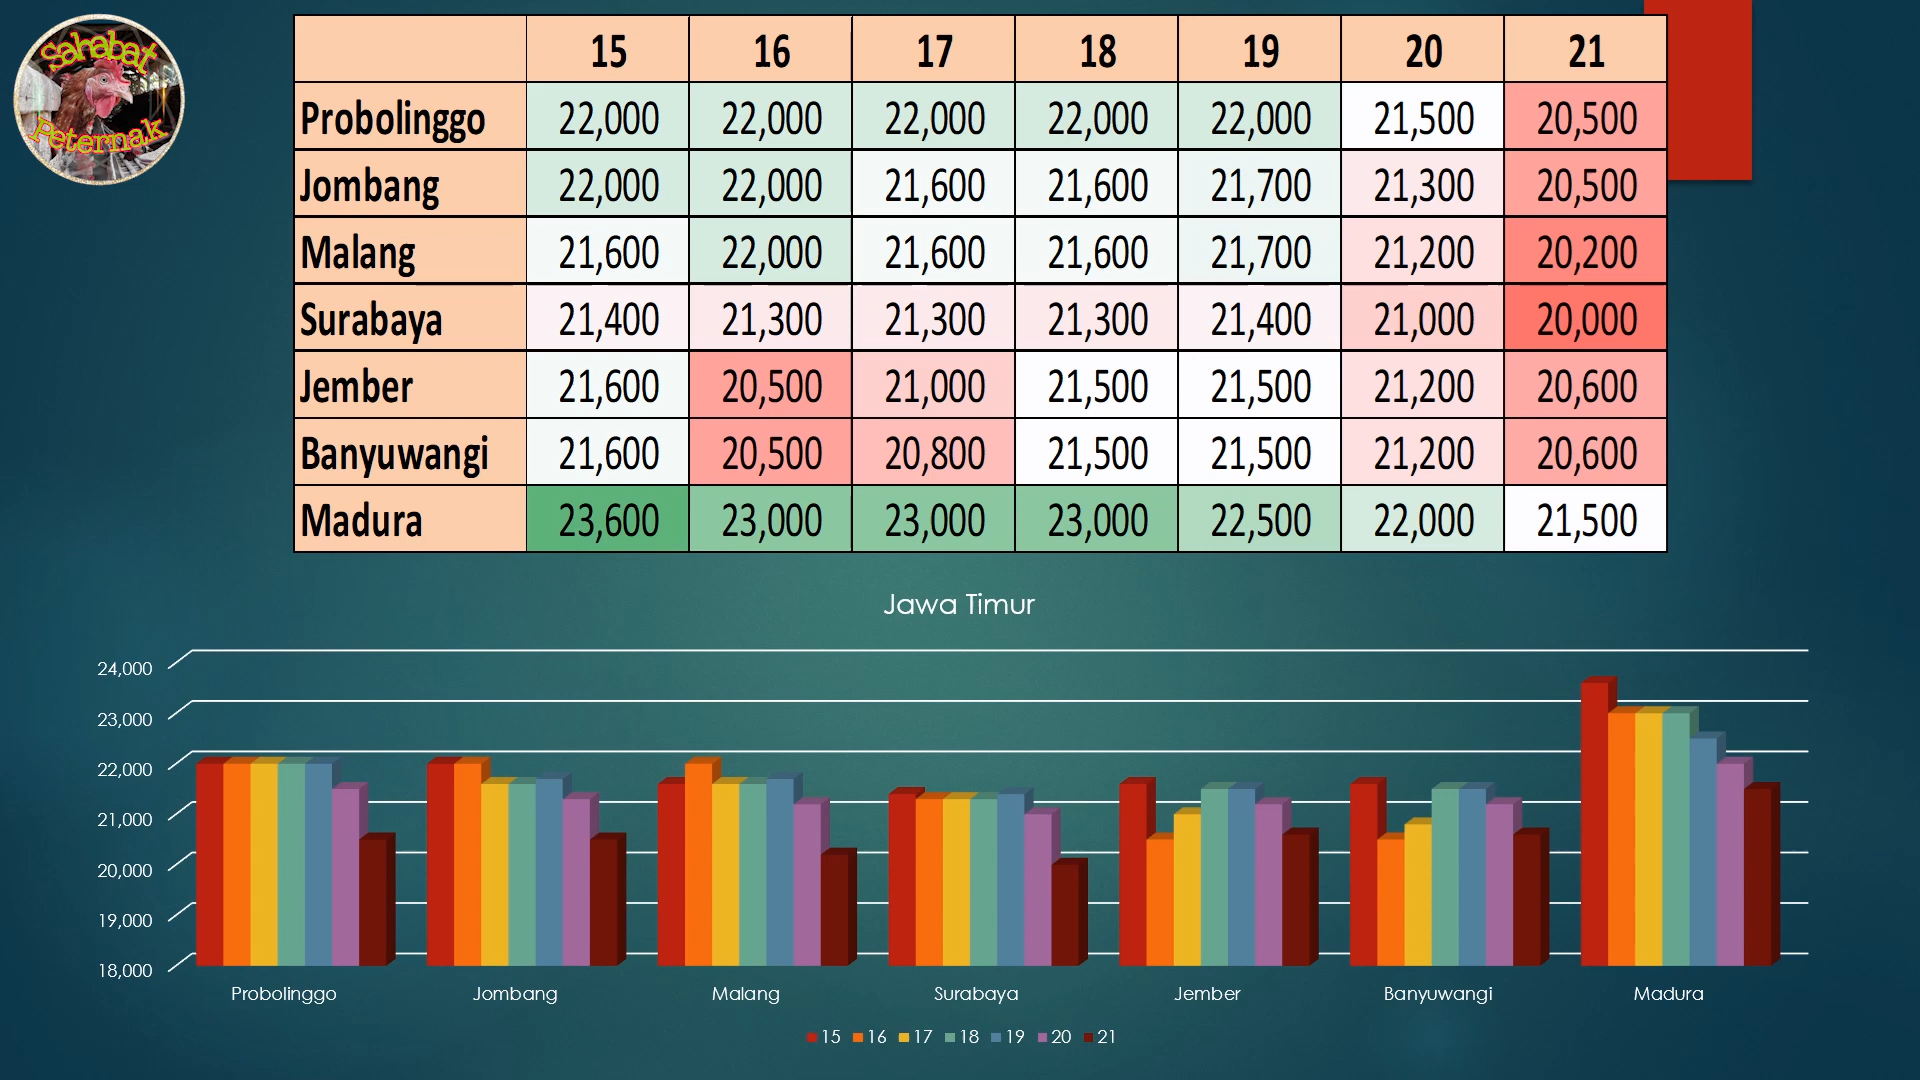 Sahabat
Peternak
15 16 17 18 19 20 21
Probolinggo 22,000 22,000 22,000 22,000 22,000 21,500 20,500
Jombang 22,000 22,000 21,600 21,600 21,700 21,300 20,500
Malang 21,600 22,000 21,600 21,600 21,700 21,200 20,200
Surabaya 21,400 21,300 21,300 21,300 21,400 21,000 20,000
Jember 21,600 20,500 21,000 21,500 21,500 21,200 20,600
Banyuwangi 21,600 20,500 20,800 21,500 21,500 21,200 20,600
Madura 23,600 23,000 23,000 23,000 22,500 22,000 21,500
Jawa Timur
24,000
23,000
22,000
21,000
20,000
19,000
18,000
Probolinggo Jombang Malang Surabaya Jember Banyuwangi Madura
15 16 17 18 19 20 21